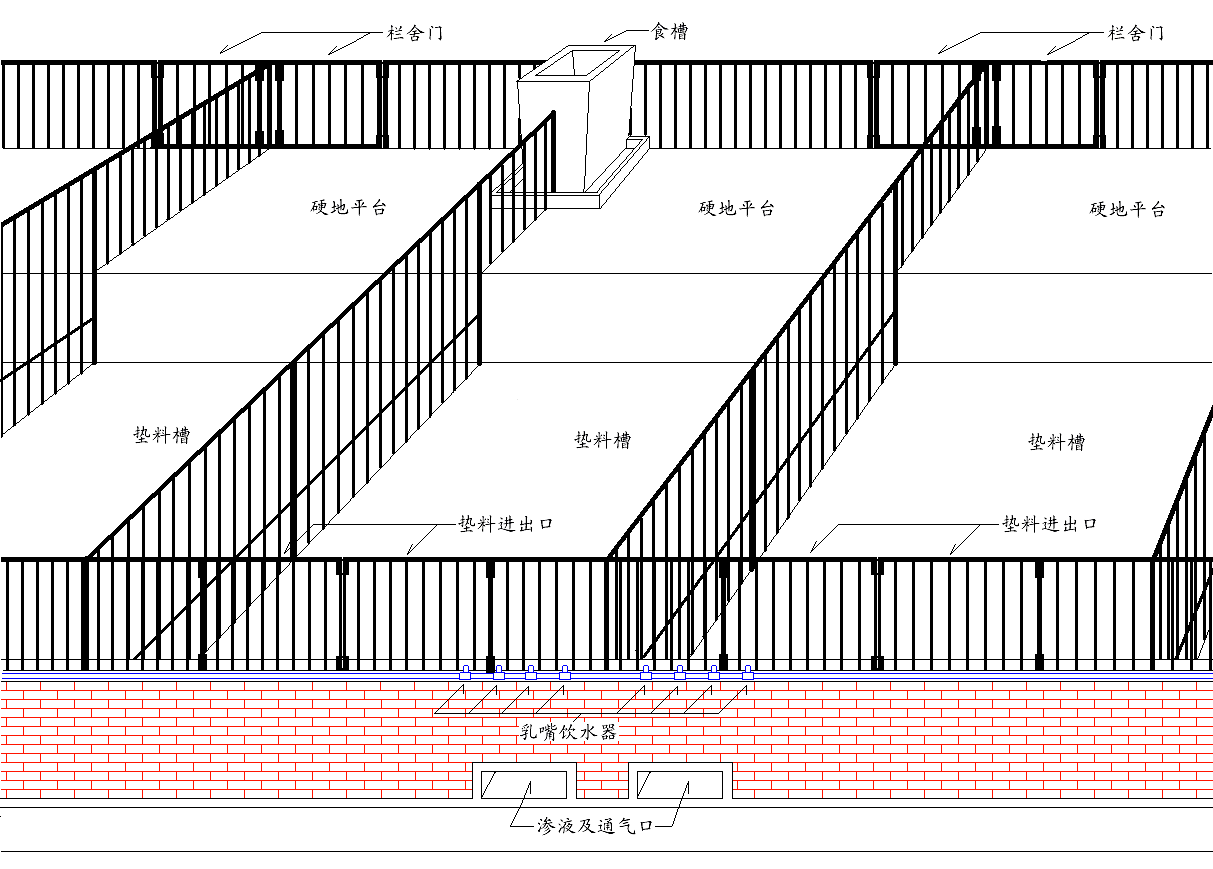 栏舍门
食槽
栏舍门
硬地平台
硬地平台
硬地平台
垫料槽
垫料槽
垫料槽
垫料进出口
垫料进出口
乳嘴饮水器
渗液及通气口